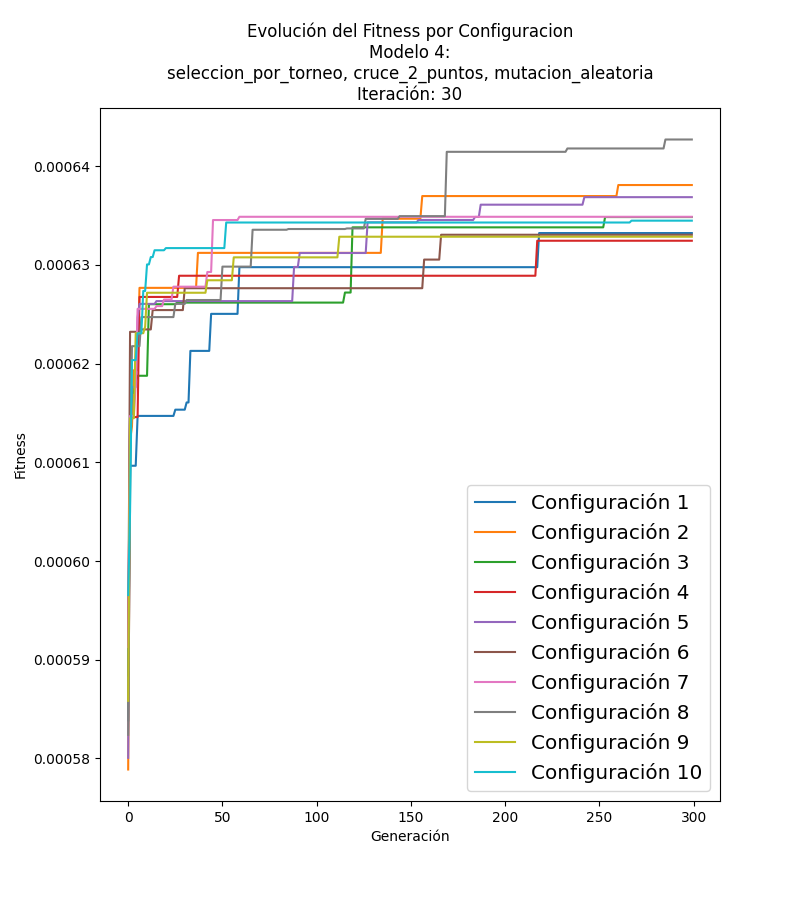 Evolución del Fitness por Configuracion
Modelo 4:
seleccion_por_torneo, cruce_2_puntos, mutacion_aleatoria
Iteración: 30
0.00064
0.00063
0.00062
0.00061
0.00060
0.00059
0.00058
Fitness
Configuración 1
Configuración 2
Configuración 3
Configuración 4
Configuración 5
Configuración 6
Configuración 7
Configuración 8
Configuración 9
Configuración 10
0 50 100 150 200 250 300
Generación